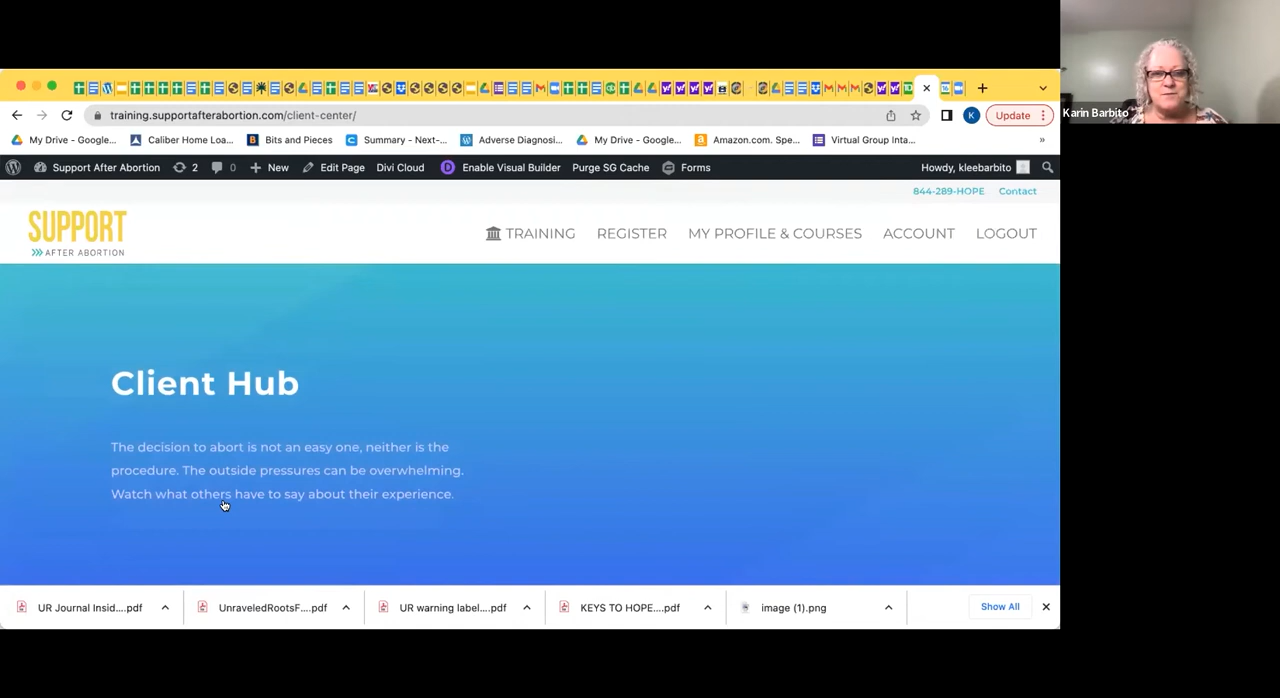 Karin Barbito
training.supportafterabortion.com/client-center/
Update
My Drive - Google...
Caliber Home Loa...
Bits and Pieces
Summary - Next-...
Adverse Diagnosi...
My Drive - Google...
Amazon.com. Spe...
Virtual Group Inta...
»
Support After Abortion
2
0
New
Edit Page
Divi Cloud
Enable Visual Builder
Purge SG Cache
Forms
Howdy, kleebarbito
844-289-HOPE
Contact
SUPPORT
AFTER ABORTION
TRAINING
REGISTER
MY PROFILE & COURSES
ACCOUNT
LOGOUT
Client Hub
The decision to abort is not an easy one, neither is the
procedure. The outside pressures can be overwhelming.
Watch what others have to say about their experience.
UR Journal Insid....pdf
UnraveledRootsF....pdf
UR warning label....pdf
KEYS TO HOPE....pdf
image (1).png
Show All